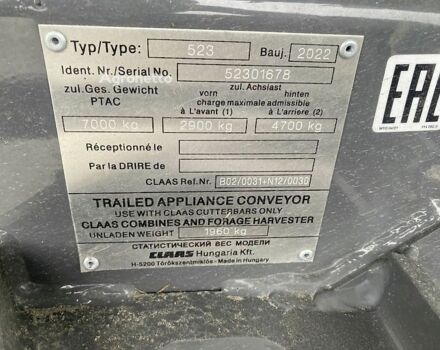 Typ/Type: 523 Bauj. 2022
Agronetto
Ident. Nr./Serial No. 52301678
zul. Ges. Gewicht zul. Achslast
PTAC vorn hinten
charge maximale admissible
à L'avant (1) à L'arriere (2)
7000 kg 2900 kg 4700 kg
Réceptionné le
Par la DRIRE de
CLAAS Ref.Nr. B02/0031+N12/0030
TRAILED APPLIANCE CONVEYOR
USE WITH CLAAS CUTTERBARS ONLY
CLAAS COMBINES AND FORAGE HARVESTER
UNLADEN WEIGHT 1960 kg
СТАТИСТИЧЕСКИЙ ВЕС МОДЕЛИ
CLAAS Hungaria Kft.
H-5200 Törökszentmiklós - Made in Hungary
EAC